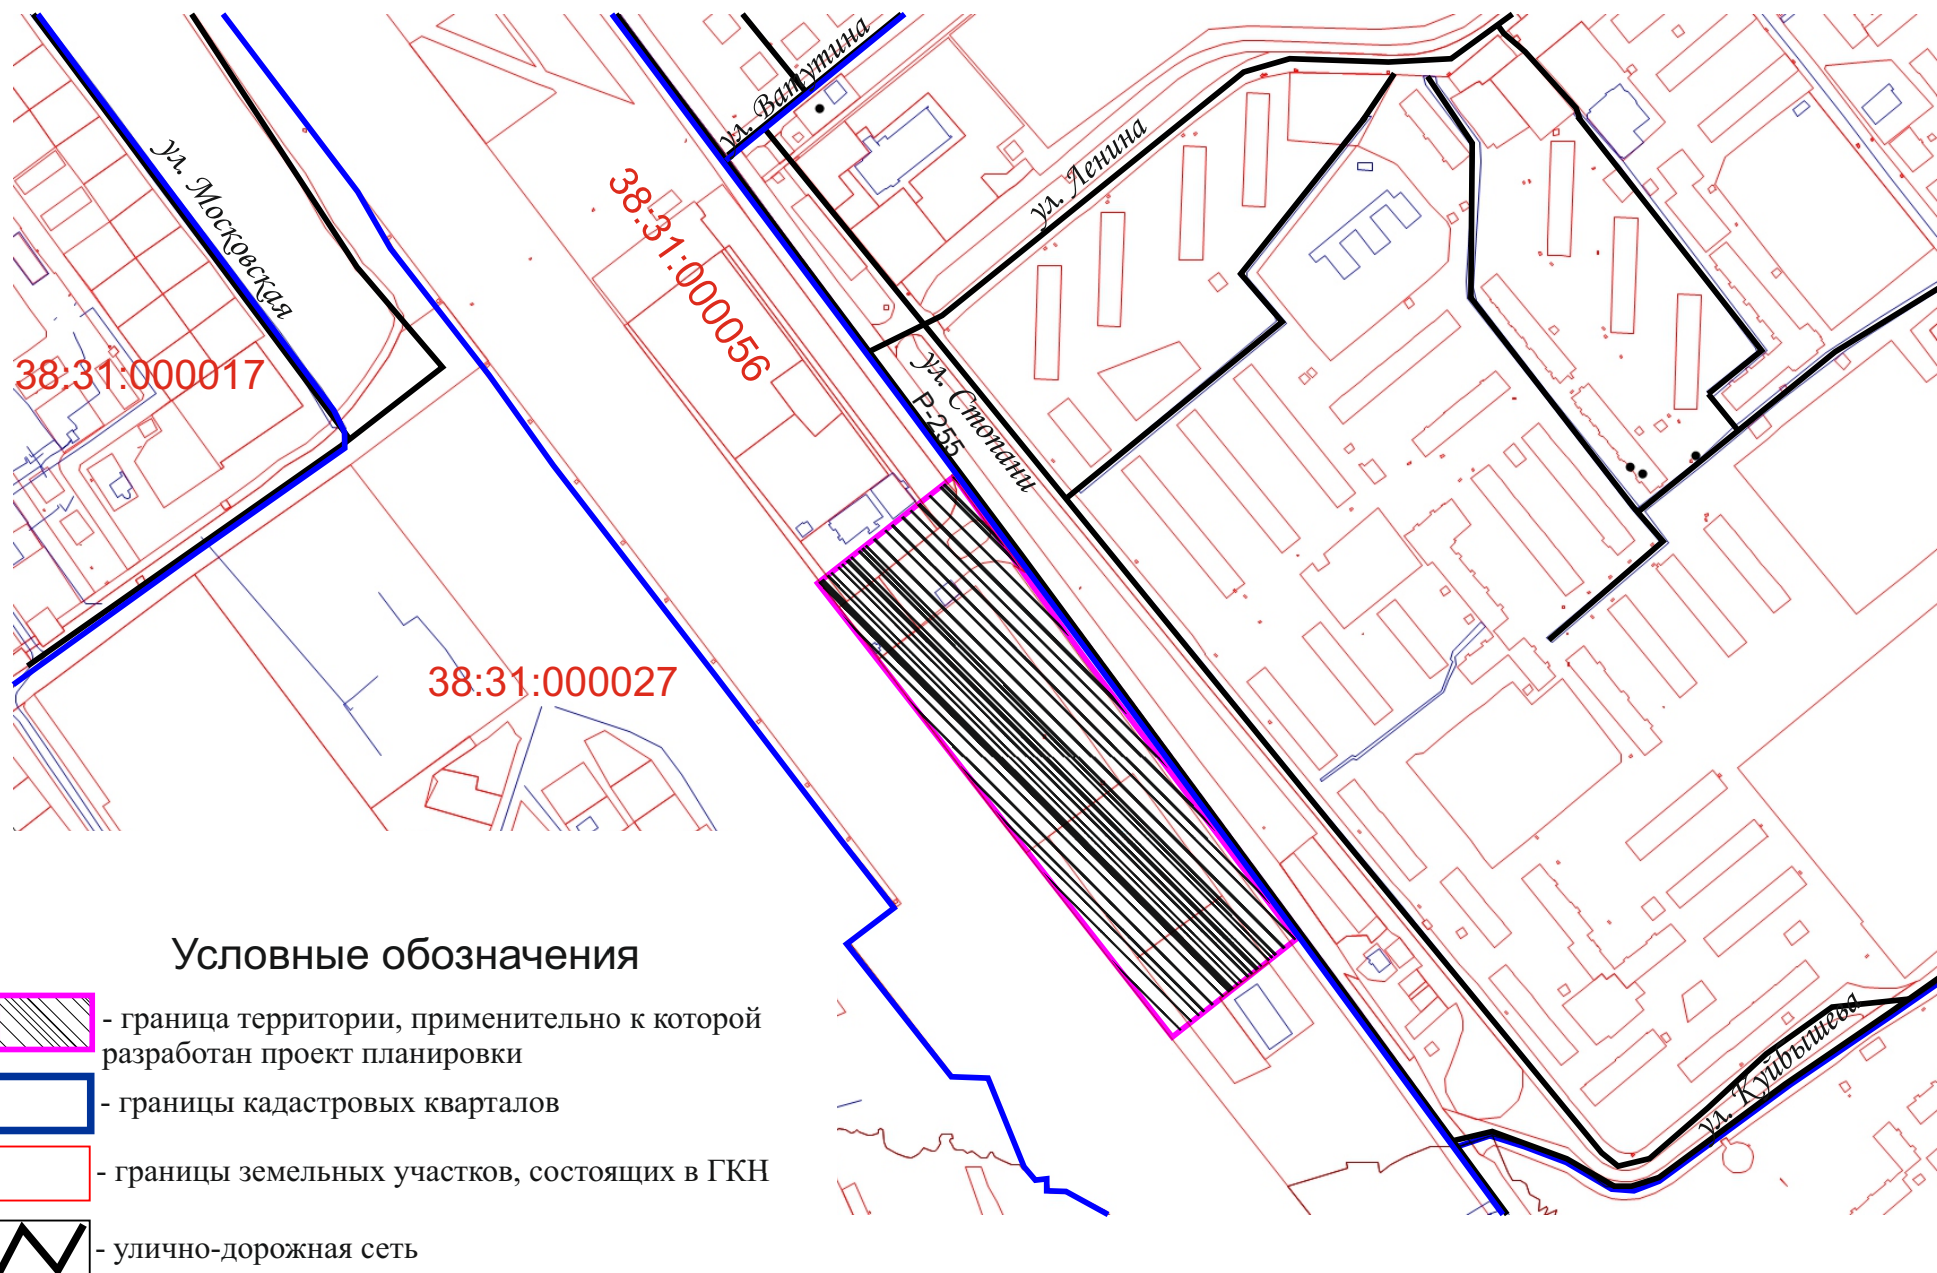 ул. Ватутина
ул. Московская
ул. Ленина
38:31:000056
38:31:000017
ул. Стопани
Р-255
38:31:000027
Условные обозначения
- граница территории, применительно к которой
разработан проект планировки
- границы кадастровых кварталов
- границы земельных участков, состоящих в ГКН
- улично-дорожная сеть
ул. Куйбышева